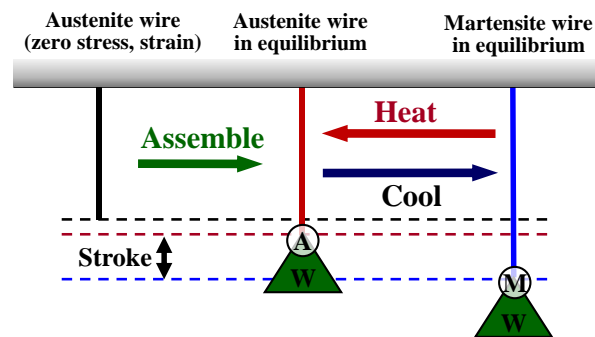 Austenite wire
(zero stress, strain)
Austenite wire
in equilibrium
Martensite wire
in equilibrium
Heat
Assemble
Cool
Stroke
A
W
M
W